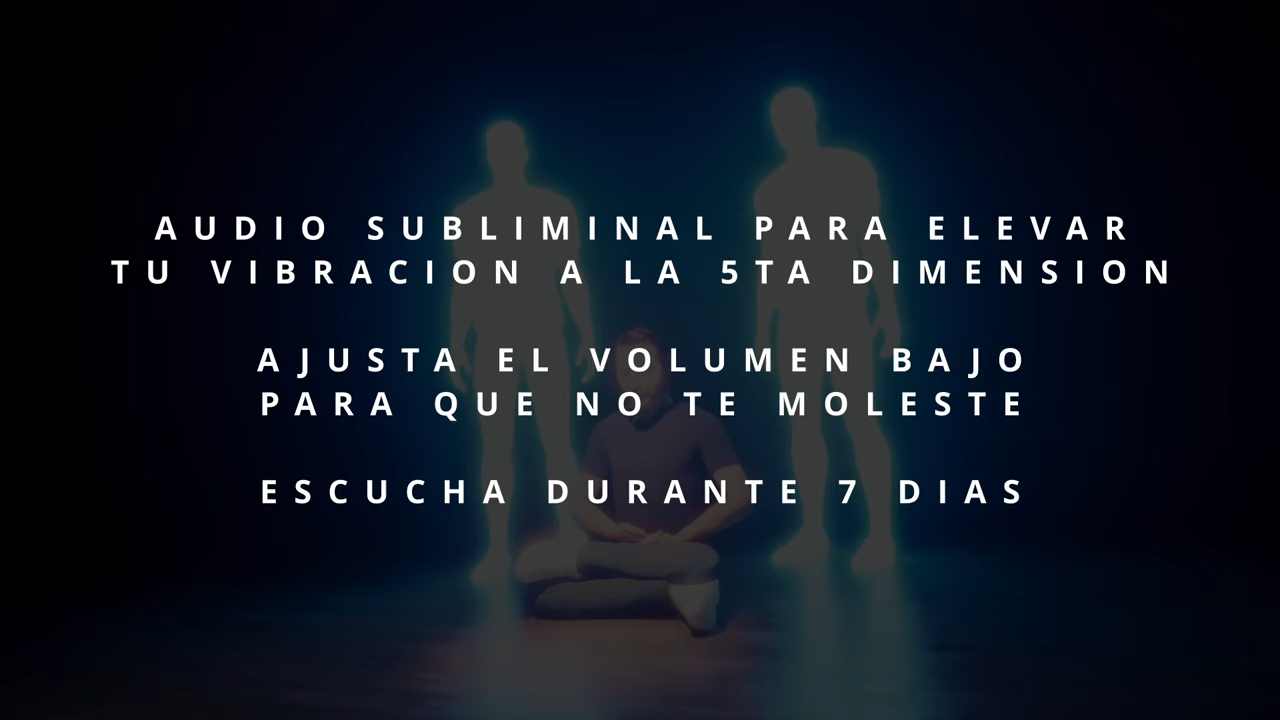 AUDIO SUBLIMINAL PARA ELEVAR
TU VIBRACION A LA 5TA DIMENSION
AJUSTA EL VOLUMEN BAJO
PARA QUE NO TE MOLESTE
ESCUCHA DURANTE 7 DIAS